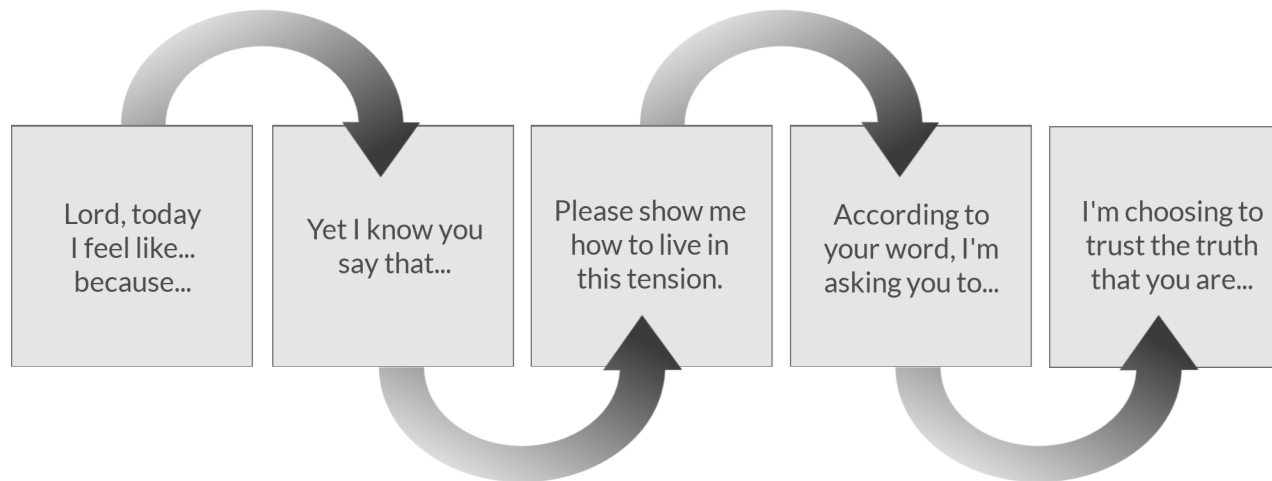 Lord, today
I feel like...
because...
Yet I know you
say that...
Please show me
how to live in
this tension.
According to
your word, I'm
asking you to...
I'm choosing to
trust the truth
that you are...